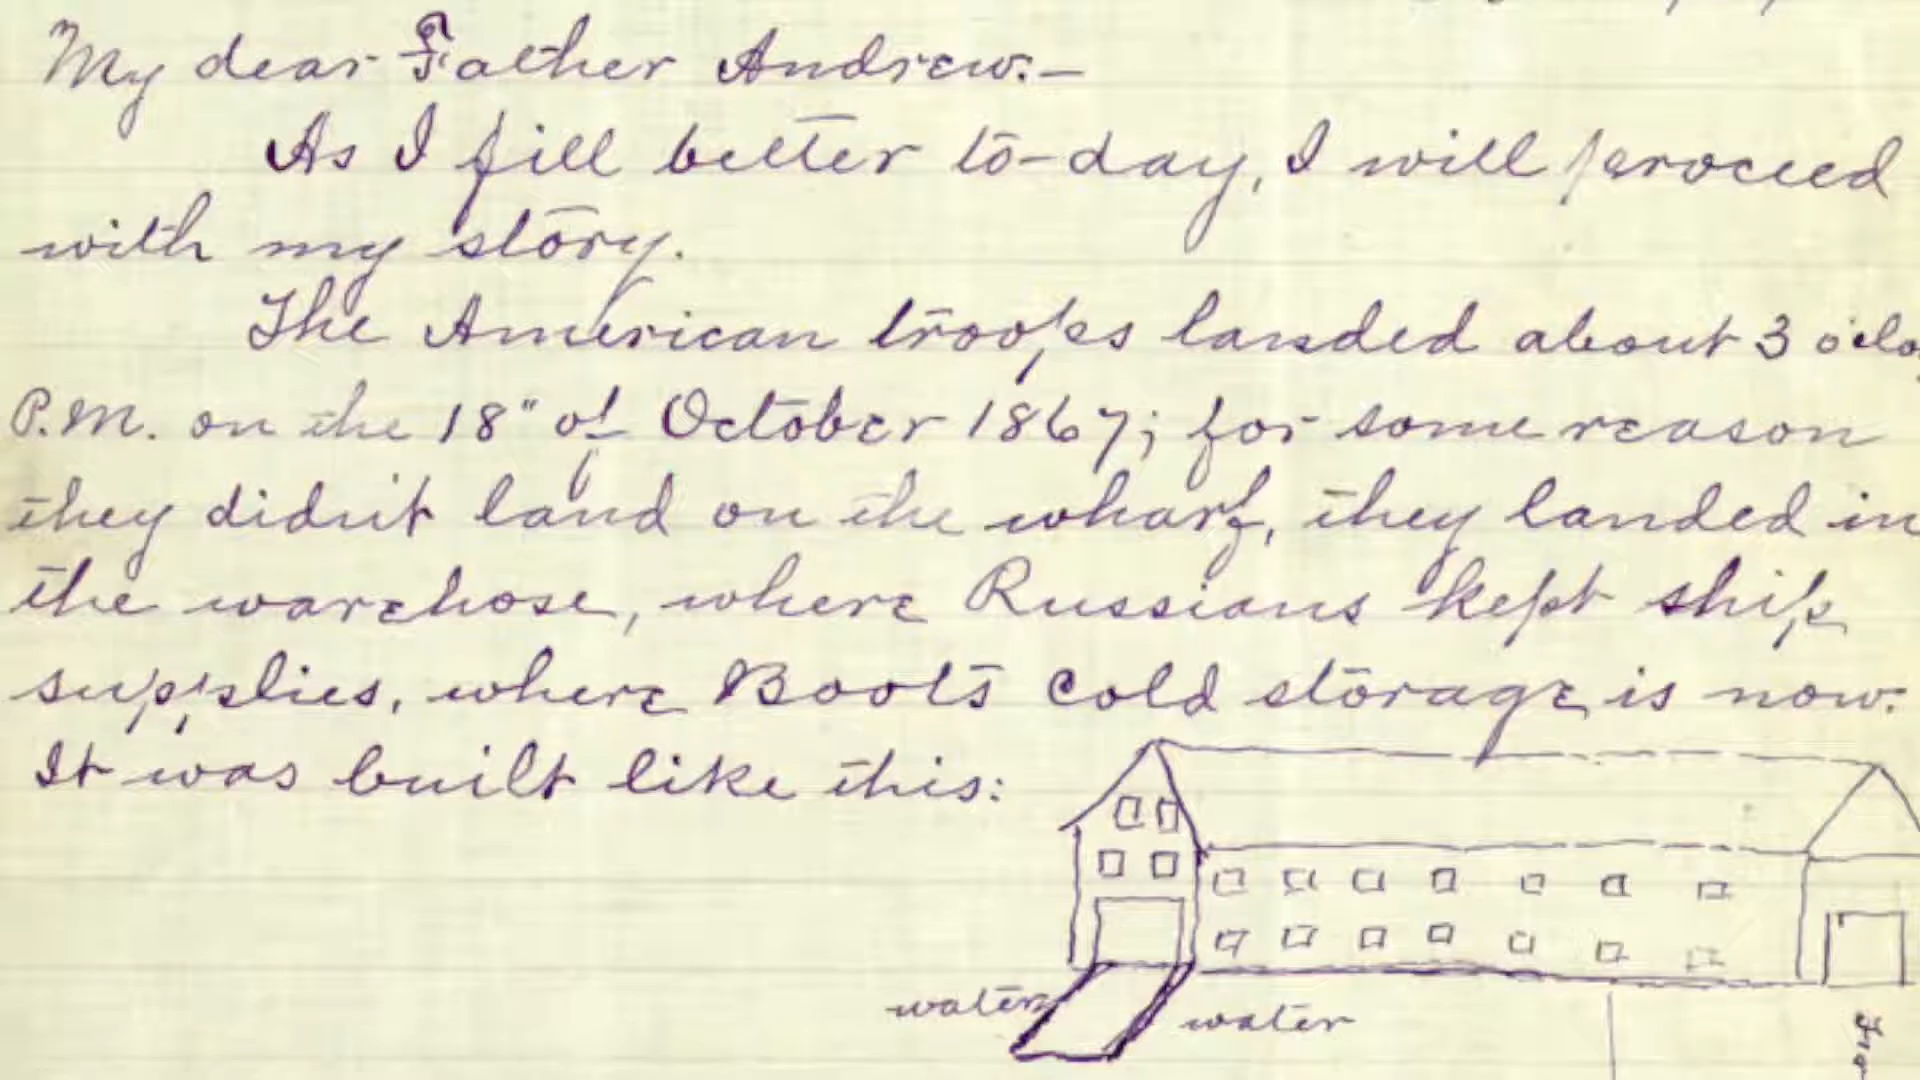 My dear Father Andrew:—
As I fill better to-day, I will proceed
with my story.
The American troops landed about 3 o'clo
P.M. on the 18" of October 1867; for some reason
they didn't land on the wharf, they landed in
the warehose, where Russians kept ship
supplies, where Boots cold storage is now.
It was built like this:
water water